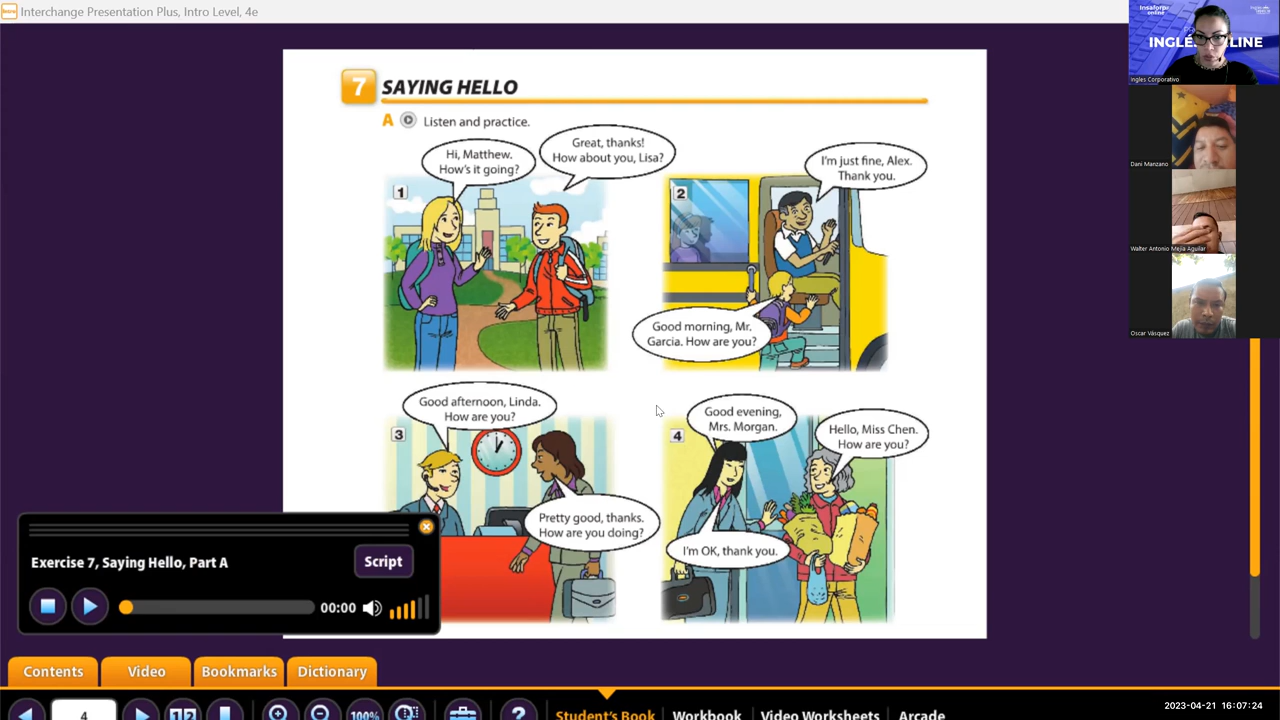 Interchange Presentation Plus, Intro Level, 4e
7 SAYING HELLO
A Listen and practice.
Hi, Matthew.
How's it going?
Great, thanks!
How about you, Lisa?
1
I'm just fine, Alex.
Thank you.
2
Good morning, Mr.
Garcia. How are you?
Good afternoon, Linda.
How are you?
3
Pretty good, thanks.
How are you doing?
Good evening,
Mrs. Morgan.
4
Hello, Miss Chen.
How are you?
I'm OK, thank you.
Exercise 7, Saying Hello, Part A
Script
00:00
Contents Video Bookmarks Dictionary
4
100%
?
Student's Book Workbook Video Worksheets Arcade
Insaforp
online
Ingles Corporativo
Dani Manzano
Walter Antonio Mejia Aguilar
Oscar Vásquez
2023-04-21 16:07:24